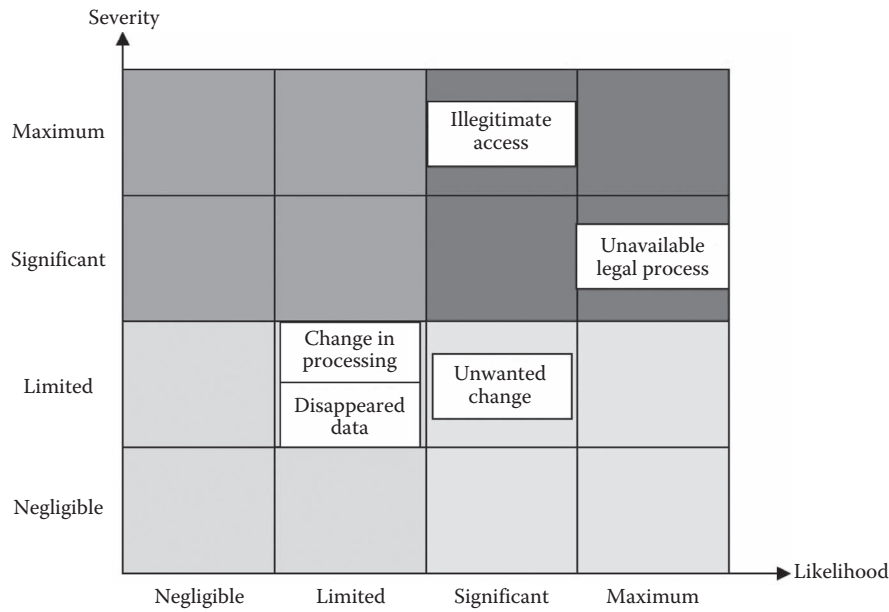 Severity
Maximum
Illegitimate
access
Significant
Unavailable
legal process
Limited
Change in
processing
Disappeared
data
Unwanted
change
Negligible
Likelihood
Negligible
Limited
Significant
Maximum